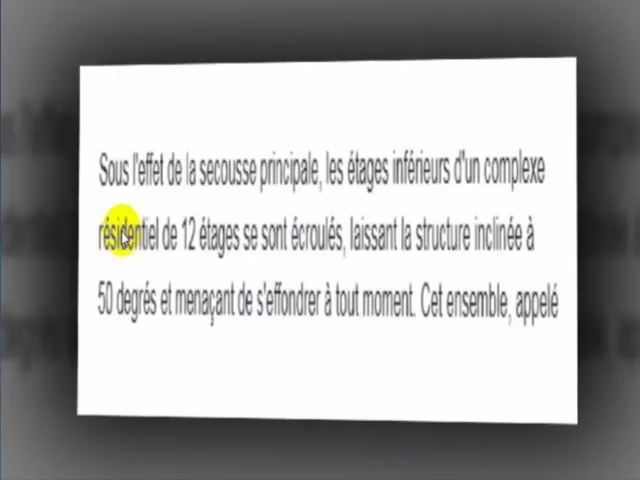 Sous l'effet de la secousse principale, les étages inférieurs d'un complexe
résidentiel de 12 étages se sont écroulés, laissant la structure inclinée à
50 degrés et menaçant de s'effondrer à tout moment. Cet ensemble, appelé